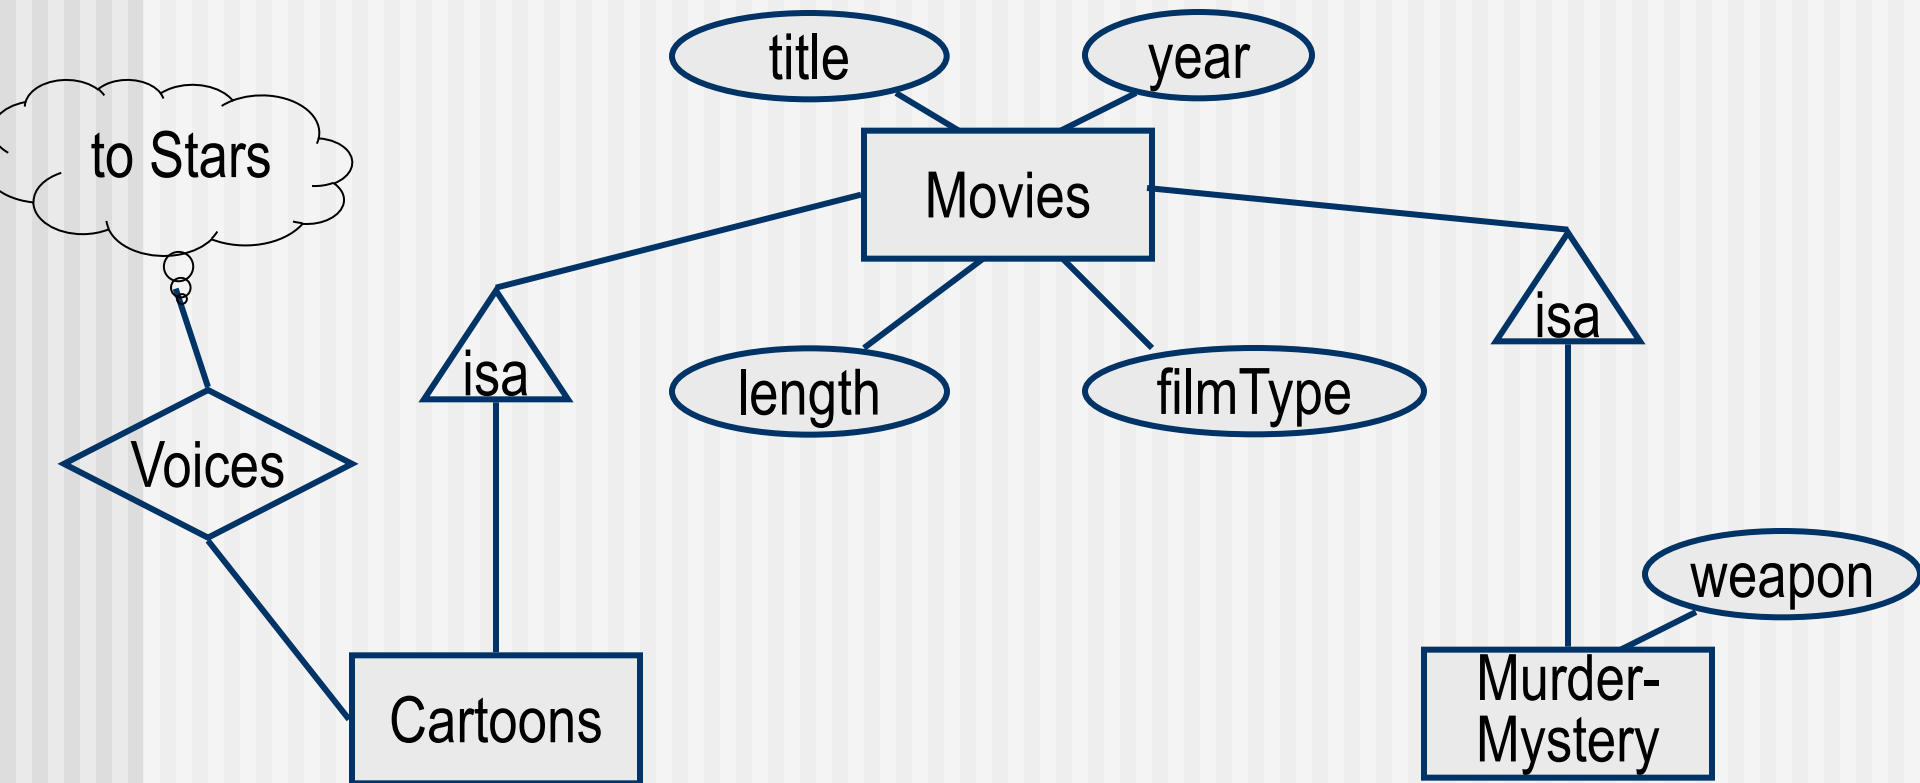 title
year
to Stars
Movies
isa
isa
length
filmType
Voices
weapon
Cartoons
Murder-
Mystery